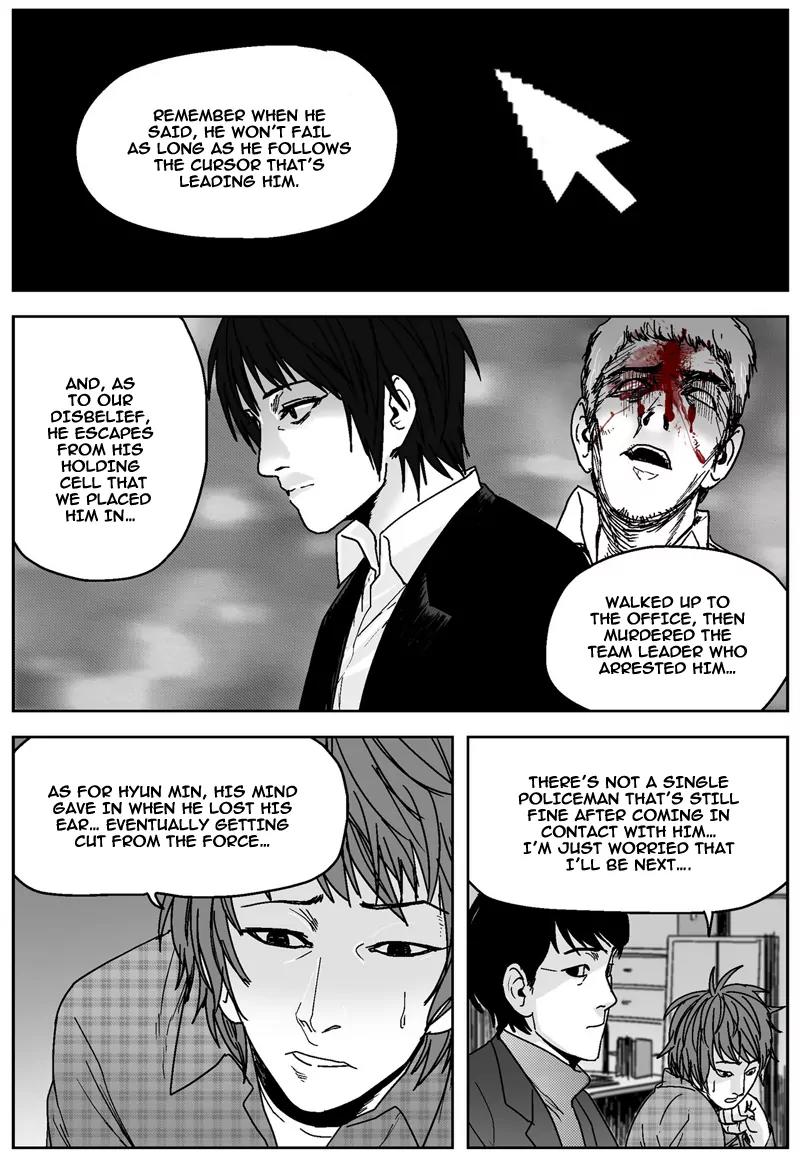 REMEMBER WHEN HE
SAID, HE WON'T FAIL
AS LONG AS HE FOLLOWS
THE CURSOR THAT'S
LEADING HIM.
AND, AS
TO OUR
DISBELIEF,
HE ESCAPES
FROM HIS
HOLDING
CELL THAT
WE PLACED
HIM IN...
WALKED UP TO
THE OFFICE, THEN
MURDERED THE
TEAM LEADER WHO
ARRESTED HIM...
AS FOR HYUN MIN, HIS MIND
GAVE IN WHEN HE LOST HIS
EAR... EVENTUALLY GETTING
CUT FROM THE FORCE...
THERE'S NOT A SINGLE
POLICEMAN THAT'S STILL
FINE AFTER COMING IN
CONTACT WITH HIM...
I'M JUST WORRIED THAT
I'LL BE NEXT....